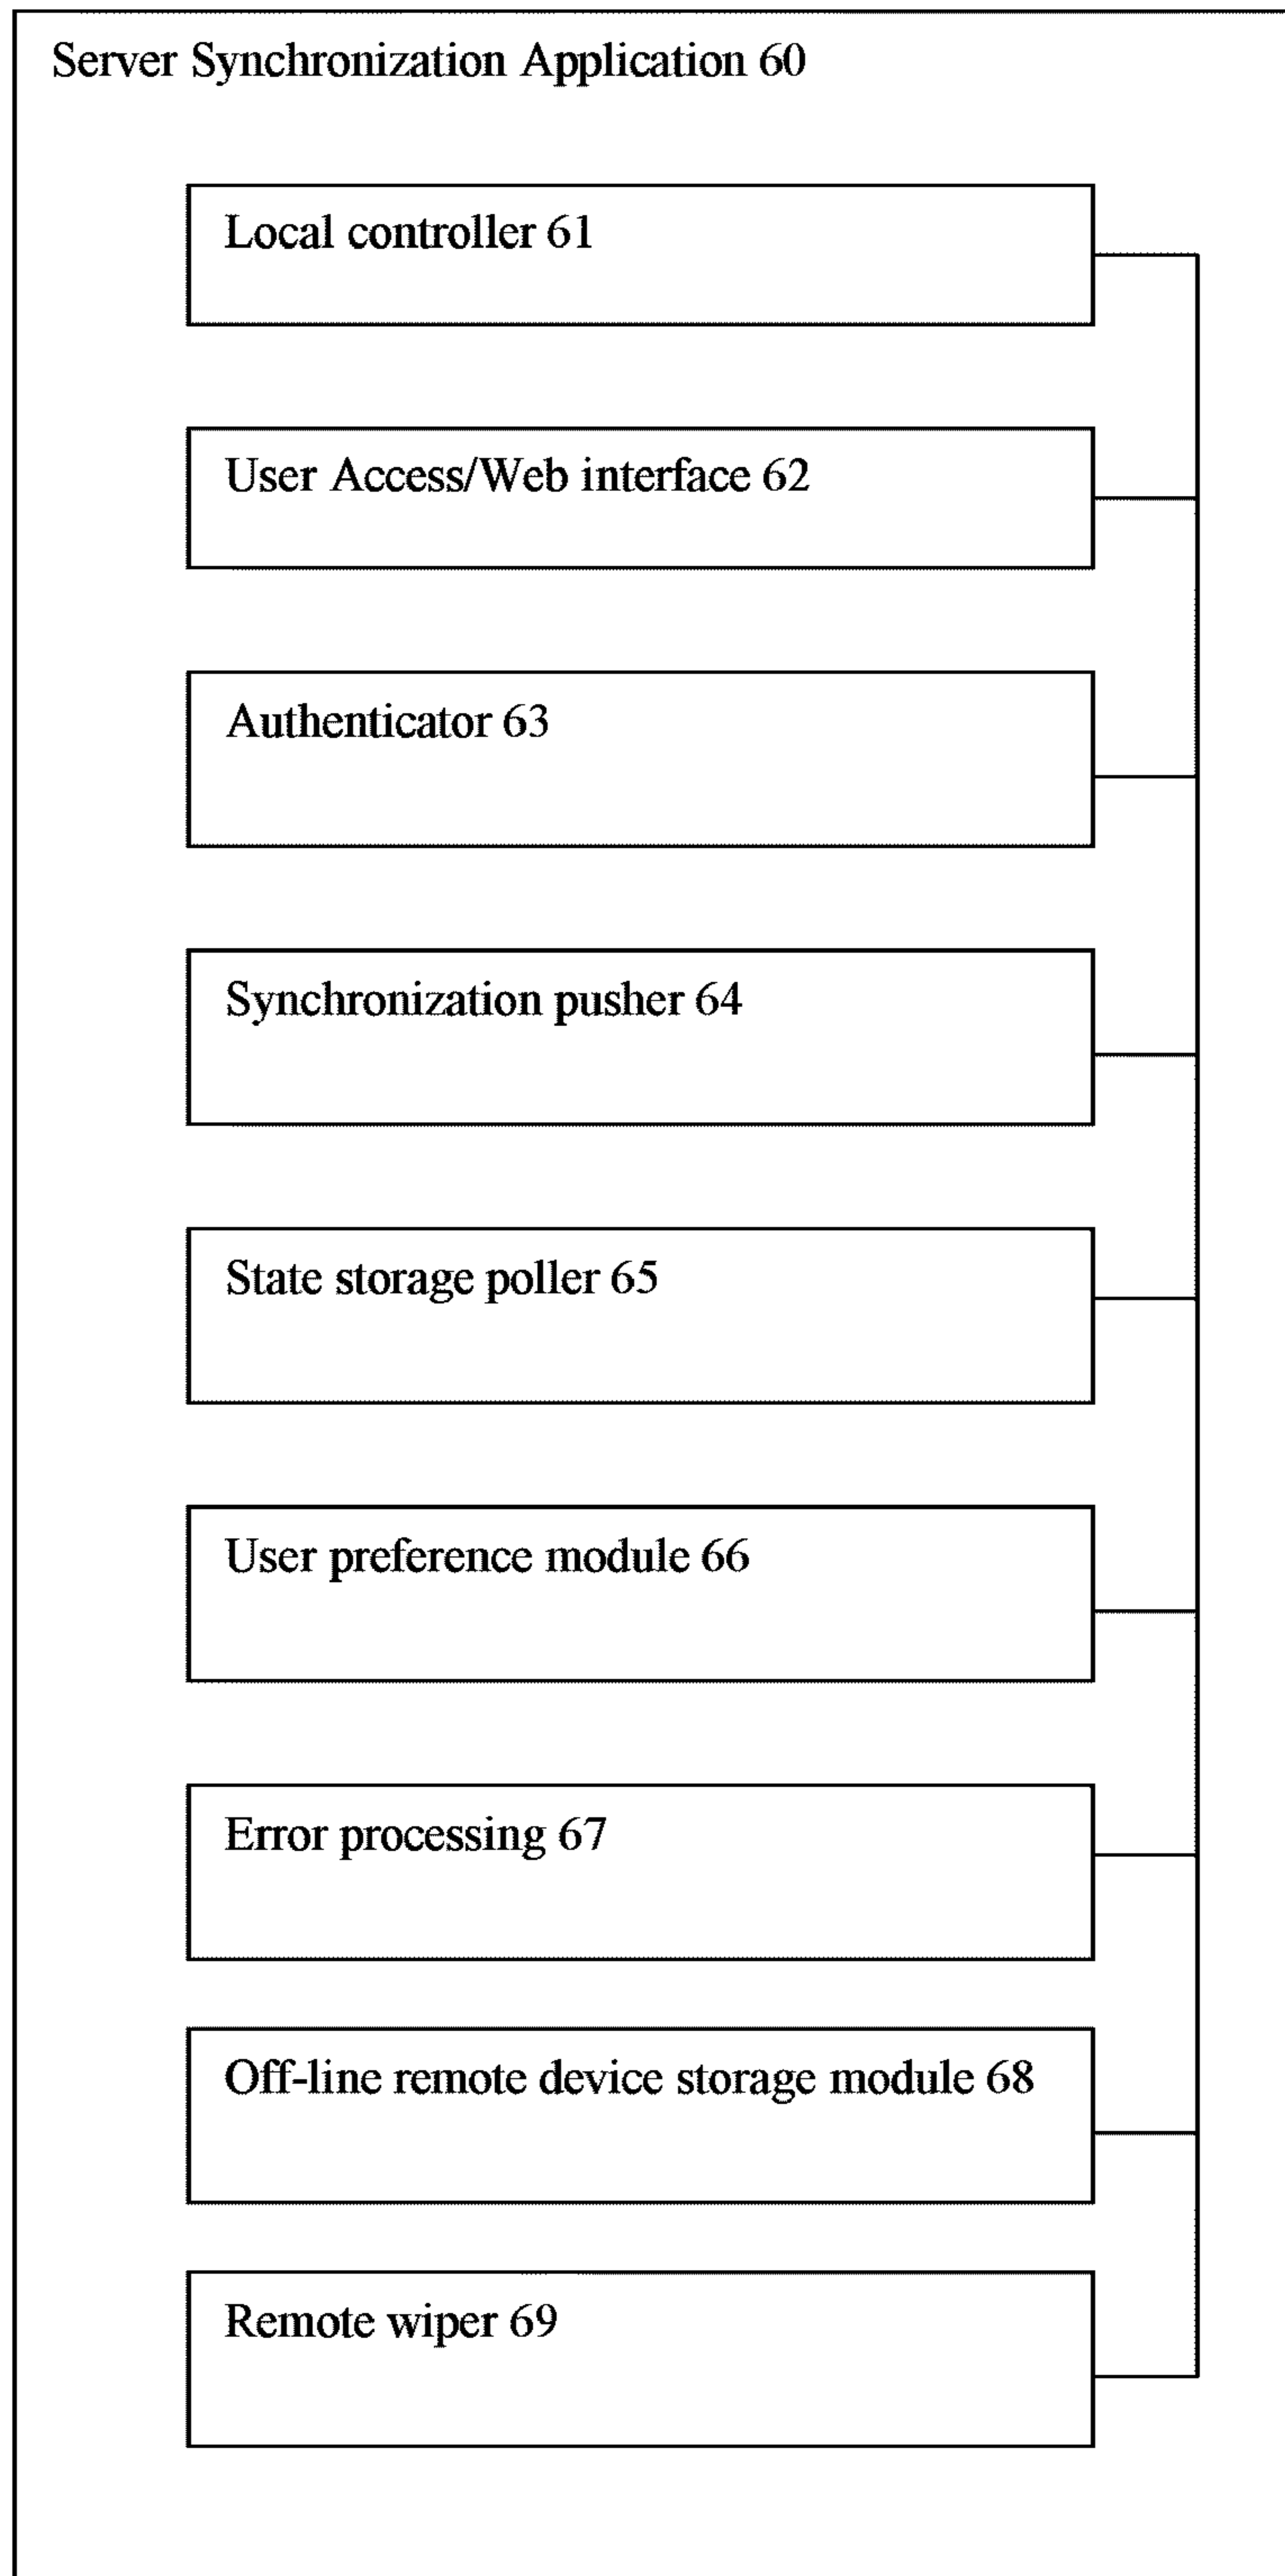 Server Synchronization Application 60
Local controller 61
User Access/Web interface 62
Authenticator 63
Synchronization pusher 64
State storage poller 65
User preference module 66
Error processing 67
Off-line remote device storage module 68
Remote wiper 69